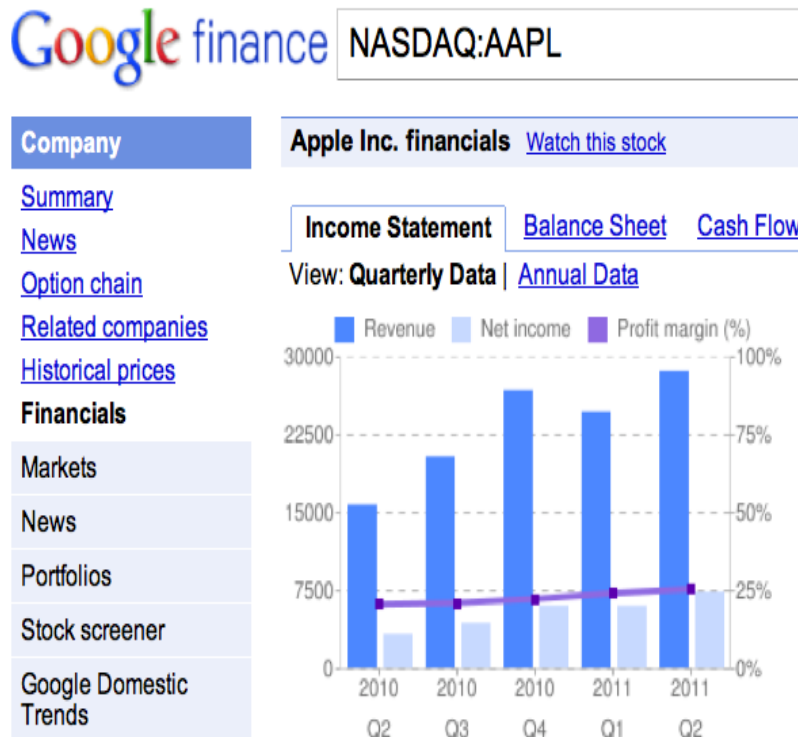 Google finance NASDAQ:AAPL
Company
Summary
News
Option chain
Related companies
Historical prices
Financials
Markets
News
Portfolios
Stock screener
Google Domestic
Trends
Apple Inc. financials Watch this stock
Income Statement Balance Sheet Cash Flow
View: Quarterly Data | Annual Data
Revenue Net income Profit margin (%)
30000 100%
22500 75%
15000 50%
7500 25%
0 0%
2010 2010 2010 2011 2011
Q2 Q3 Q4 Q1 Q2